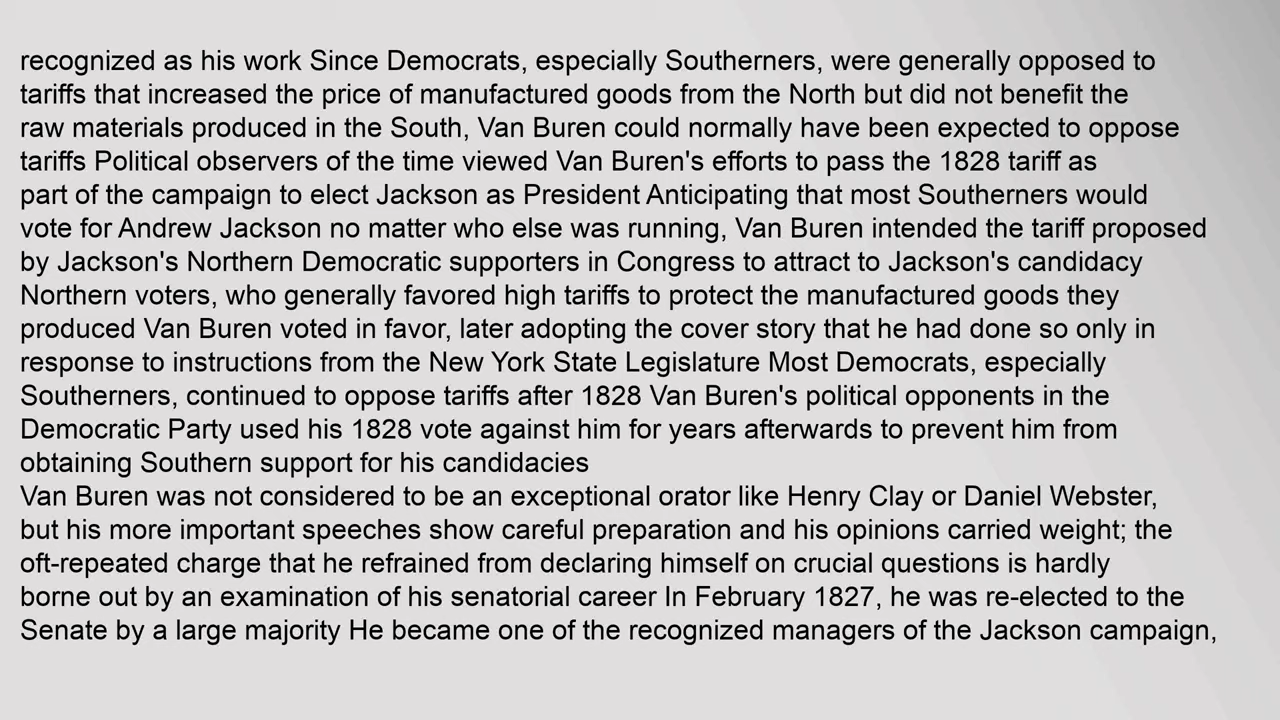 recognized as his work Since Democrats, especially Southerners, were generally opposed to
tariffs that increased the price of manufactured goods from the North but did not benefit the
raw materials produced in the South, Van Buren could normally have been expected to oppose
tariffs Political observers of the time viewed Van Buren's efforts to pass the 1828 tariff as
part of the campaign to elect Jackson as President Anticipating that most Southerners would
vote for Andrew Jackson no matter who else was running, Van Buren intended the tariff proposed
by Jackson's Northern Democratic supporters in Congress to attract to Jackson's candidacy
Northern voters, who generally favored high tariffs to protect the manufactured goods they
produced Van Buren voted in favor, later adopting the cover story that he had done so only in
response to instructions from the New York State Legislature Most Democrats, especially
Southerners, continued to oppose tariffs after 1828 Van Buren's political opponents in the
Democratic Party used his 1828 vote against him for years afterwards to prevent him from
obtaining Southern support for his candidacies
Van Buren was not considered to be an exceptional orator like Henry Clay or Daniel Webster,
but his more important speeches show careful preparation and his opinions carried weight; the
oft-repeated charge that he refrained from declaring himself on crucial questions is hardly
borne out by an examination of his senatorial career In February 1827, he was re-elected to the
Senate by a large majority He became one of the recognized managers of the Jackson campaign,